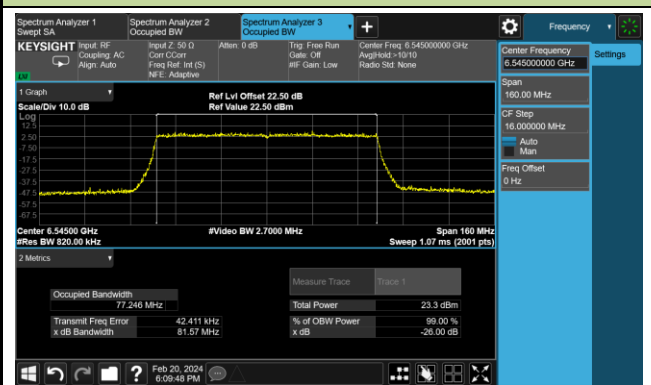 Spectrum Analyzer 1
Swept SA
Spectrum Analyzer 2
Occupied BW
Spectrum Analyzer 3
Occupied BW
Frequency
KEYSIGHT
Input: RF
Coupling: AC
Align: Auto
Input Z: 50 Ω
Corr CCorr
Freq Ref: Int (S)
NFE: Adaptive
Atten: 0 dB
Trig: Free Run
Gate: Off
#IF Gain: Low
Center Freq: 6.545000000 GHz
Avg|Hold:>10/10
Radio Std: None
Center Frequency
6.545000000 GHz
Settings
Span
160.00 MHz
CF Step
16.000000 MHz
Auto
Man
Freq Offset
0 Hz
1 Graph
Scale/Div 10.0 dB
Ref Lvl Offset 22.50 dB
Ref Value 22.50 dBm
Log
12.5
2.50
-7.50
-17.5
-27.5
-37.5
-47.5
-57.5
-67.5
Center 6.54500 GHz
#Res BW 820.00 kHz
#Video BW 2.7000 MHz
Span 160 MHz
Sweep 1.07 ms (2001 pts)
2 Metrics
Measure Trace
Trace 1
Occupied Bandwidth
77.246 MHz
Total Power
23.3 dBm
Transmit Freq Error
42.411 kHz
% of OBW Power
99.00 %
x dB Bandwidth
81.57 MHz
x dB
-26.00 dB
Feb 20, 2024
6:09:48 PM